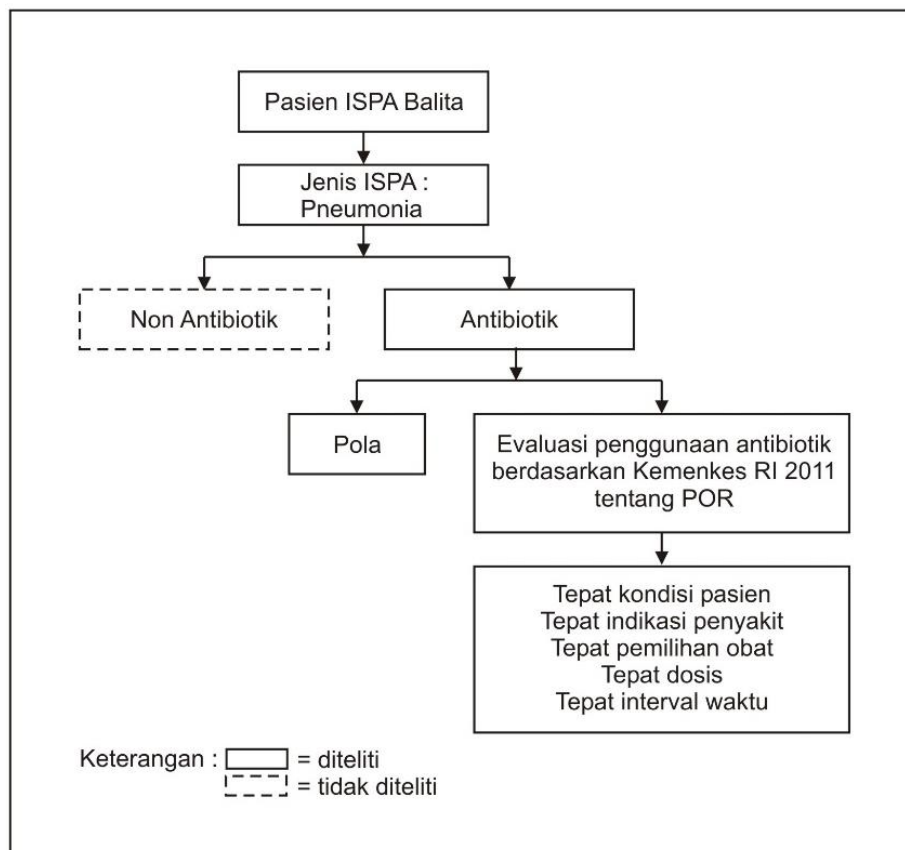 Pasien ISPA Balita
Jenis ISPA :
Pneumonia
Non Antibiotik
Antibiotik
Pola
Evaluasi penggunaan antibiotik
berdasarkan Kemenkes RI 2011
tentang POR
Tepat kondisi pasien
Tepat indikasi penyakit
Tepat pemilihan obat
Tepat dosis
Tepat interval waktu
Keterangan : = diteliti
= tidak diteliti